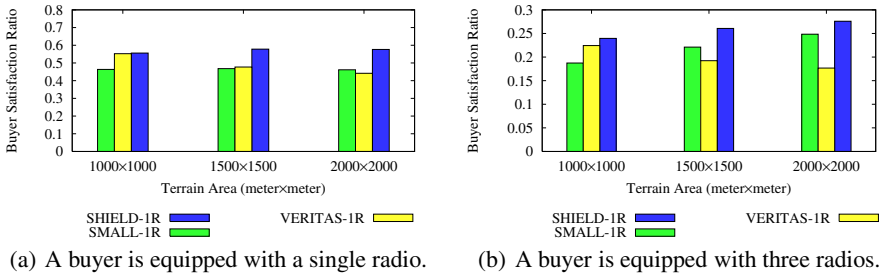 Buyer Satisfaction Ratio
0.8
0.7
0.6
0.5
0.4
0.3
0.2
0.1
0
1000×1000
1500×1500
2000×2000
Terrain Area (meter×meter)
SHIELD-1R
SMALL-1R
VERITAS-1R
(a) A buyer is equipped with a single radio.
Buyer Satisfaction Ratio
0.3
0.25
0.2
0.15
0.1
0.05
0
1000×1000
1500×1500
2000×2000
Terrain Area (meter×meter)
SHIELD-1R
SMALL-1R
VERITAS-1R
(b) A buyer is equipped with three radios.